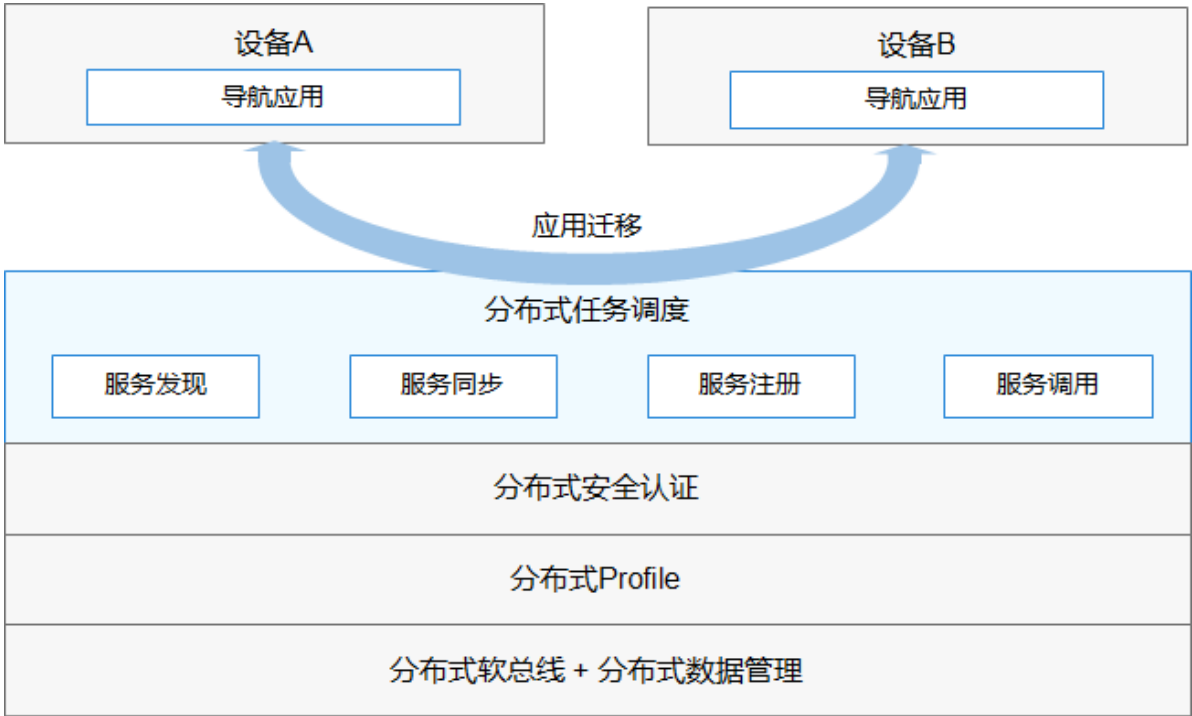 设备A
设备B
导航应用
导航应用
应用迁移
分布式任务调度
服务发现
服务同步
服务注册
服务调用
分布式安全认证
分布式Profile
分布式软总线 + 分布式数据管理